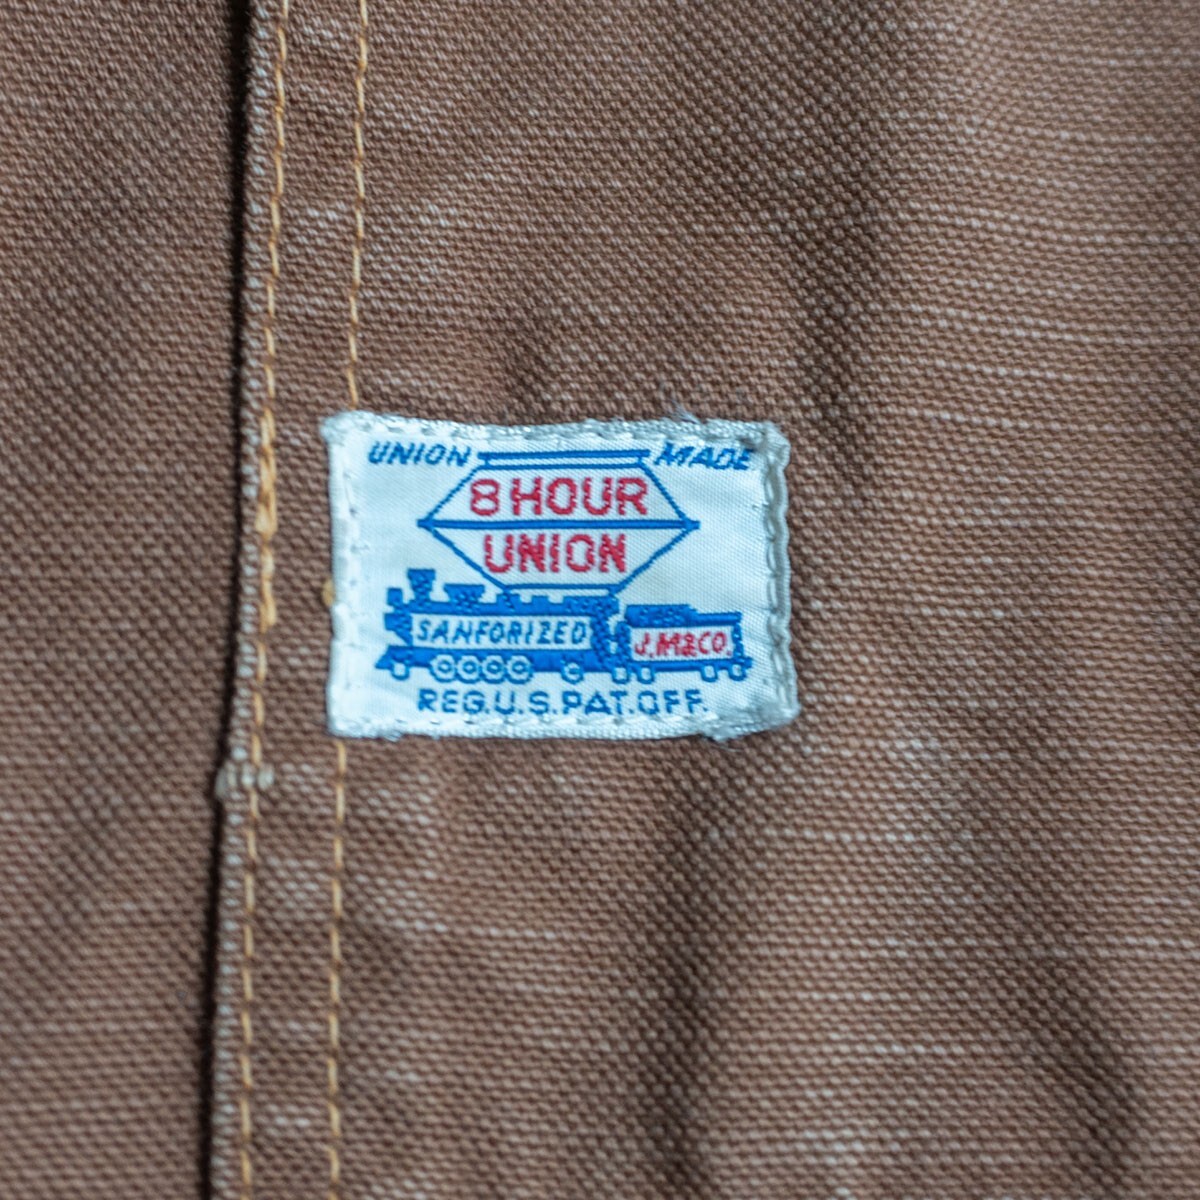 UNION MADE
8 HOUR
UNION
SANFORIZED J.M&CO.
REG.U.S.PAT.OFF.